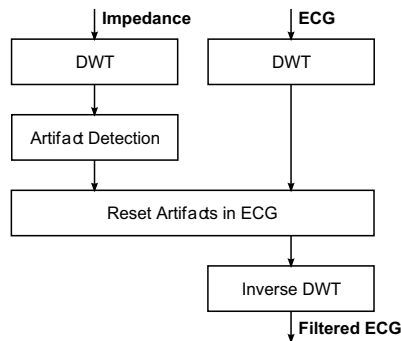 Impedance
ECG
DWT
DWT
Artifact Detection
Reset Artifacts in ECG
Inverse DWT
Filtered ECG